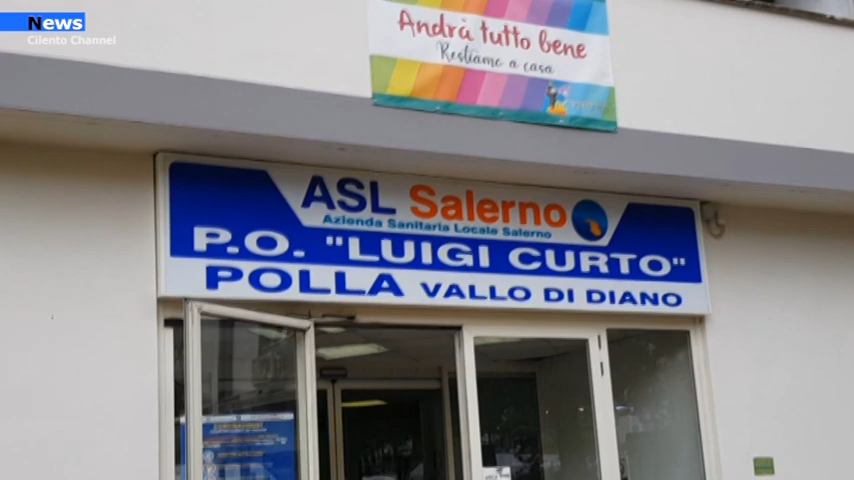 News
Cilento Channel
Andrà tutto bene
Restiamo a casa
ASL Salerno
Azienda Sanitaria Locale Salerno
P.O. "LUIGI CURTO"
POLLA VALLO DI DIANO